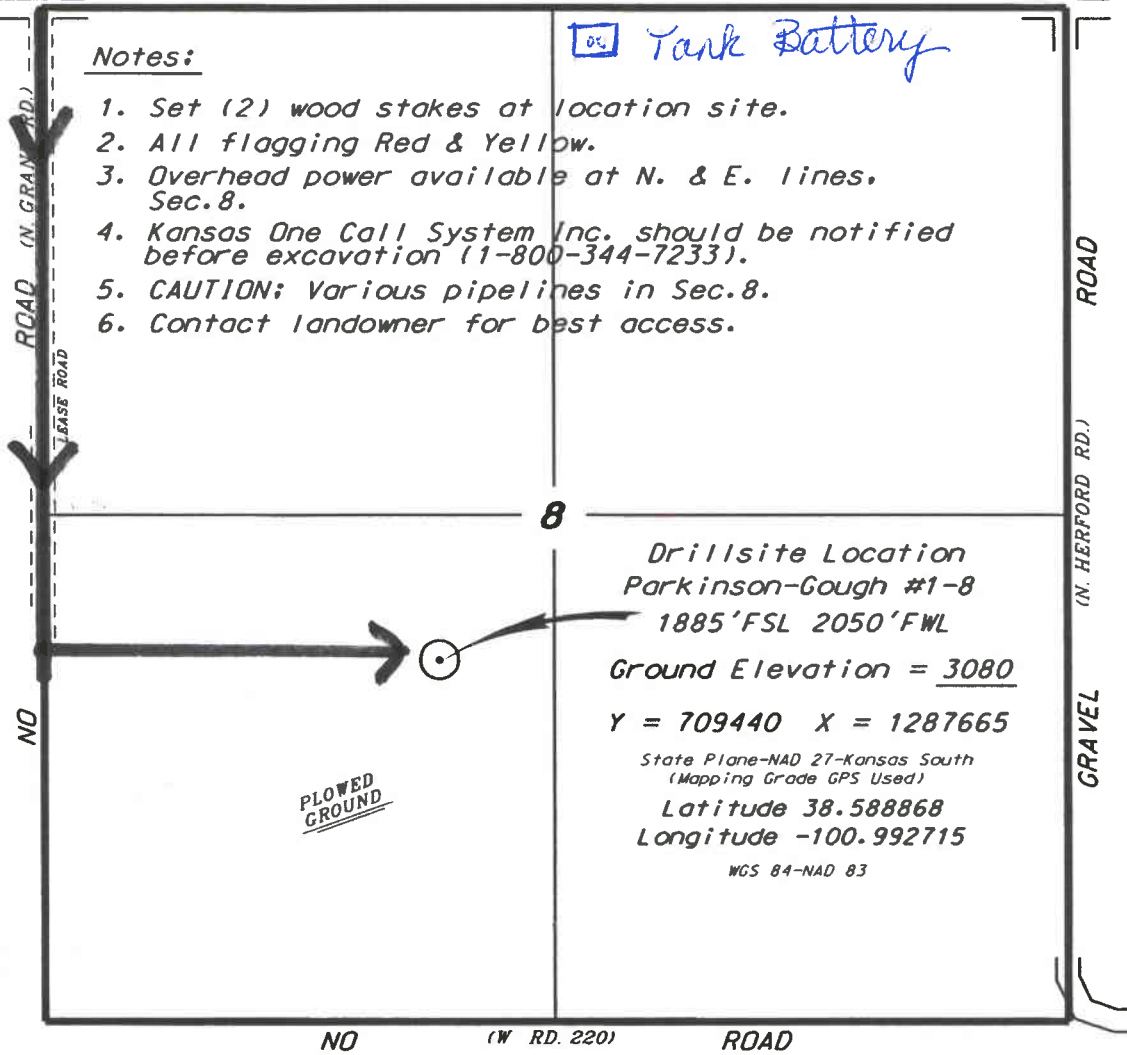 Tank Battery
Notes:
1. Set (2) wood stakes at location site.
2. All flagging Red & Yellow.
3. Overhead power available at N. & E. lines,
Sec.8.
4. Kansas One Call System Inc. should be notified
before excavation (1-800-344-7233).
5. CAUTION: Various pipelines in Sec.8.
6. Contact landowner for best access.
NO ROAD (N. GRANT RD.)
LEASE ROAD
GRAVEL (N. HERFORD RD.) ROAD
8
Drillsite Location
Parkinson-Gough #1-8
1885'FSL 2050'FWL
Ground Elevation = 3080
Y = 709440 X = 1287665
State Plane-NAD 27-Kansas South
(Mapping Grade GPS Used)
Latitude 38.588868
Longitude -100.992715
WGS 84-NAD 83
PLOWED
GROUND
NO (W RD. 220) ROAD